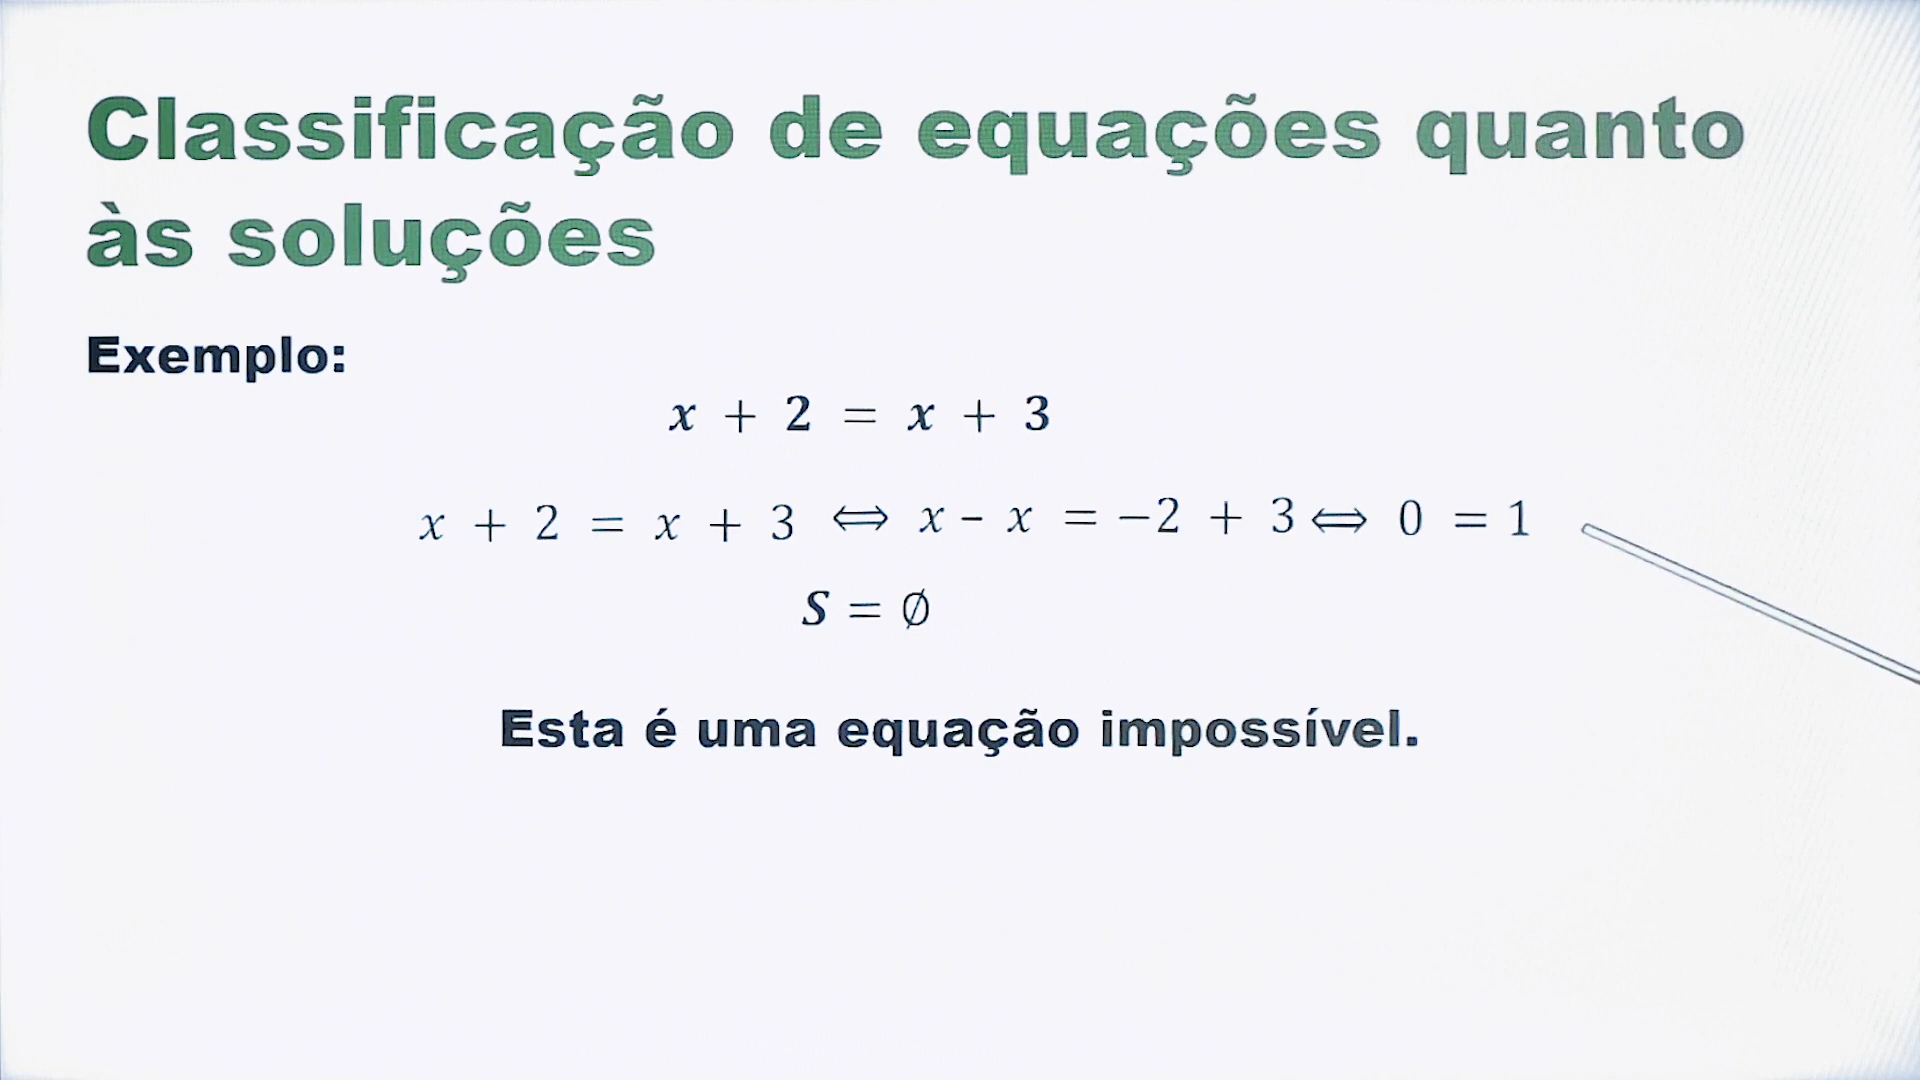 Classificação de equações quanto
às soluções
Exemplo:
x + 2 = x + 3
x + 2 = x + 3 ⇔ x - x = −2 + 3 ⇔ 0 = 1
S = ∅
Esta é uma equação impossível.